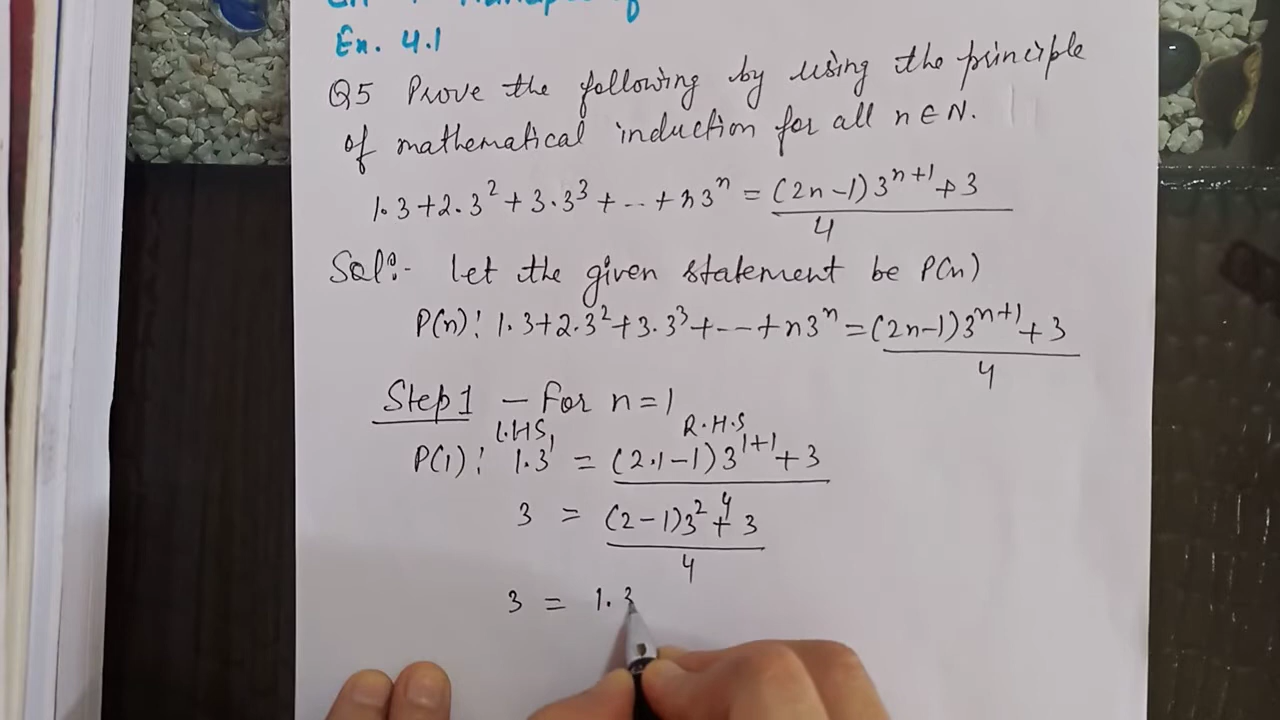 Ex. 4.1
Q5 Prove the following by using the principle
of mathematical induction for all n ∈ N.
1.3+2.3²+3.3³+--+n3ⁿ = (2n-1)3ⁿ⁺¹+3
4
Sol:- Let the given statement be P(n)
P(n): 1.3+2.3²+3.3³+--+n3ⁿ=(2n-1)3ⁿ⁺¹+3
4
Step 1 - For n=1
L.HS, R.H.S
P(1): 1.3¹ = (2.1-1)3¹⁺¹+3
4
3 = (2-1)3²+3
4
3 = 1.3